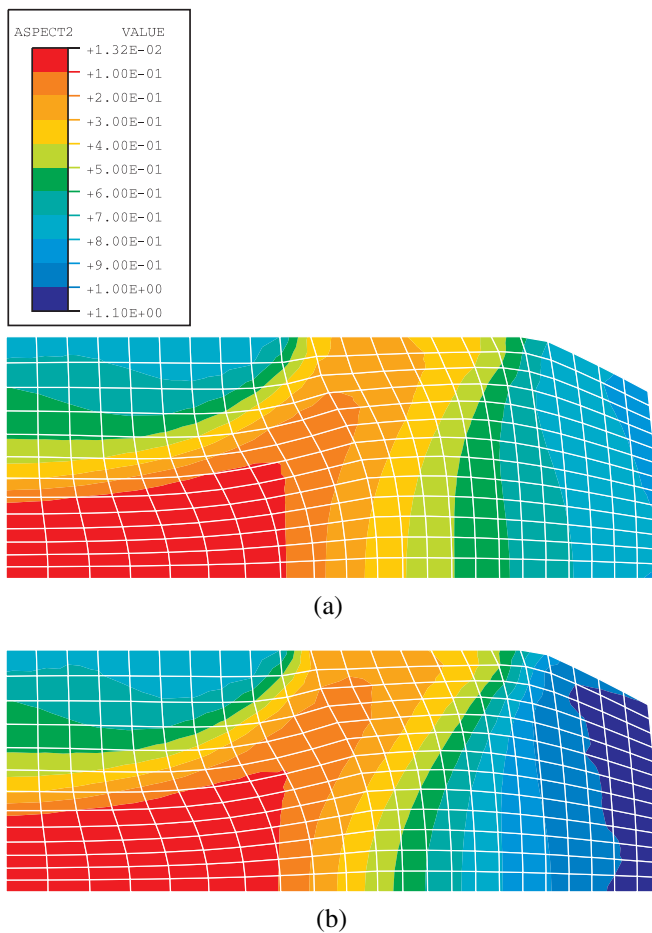 ASPECT2 VALUE
+1.32E-02
+1.00E-01
+2.00E-01
+3.00E-01
+4.00E-01
+5.00E-01
+6.00E-01
+7.00E-01
+8.00E-01
+9.00E-01
+1.00E+00
+1.10E+00
(a)
(b)